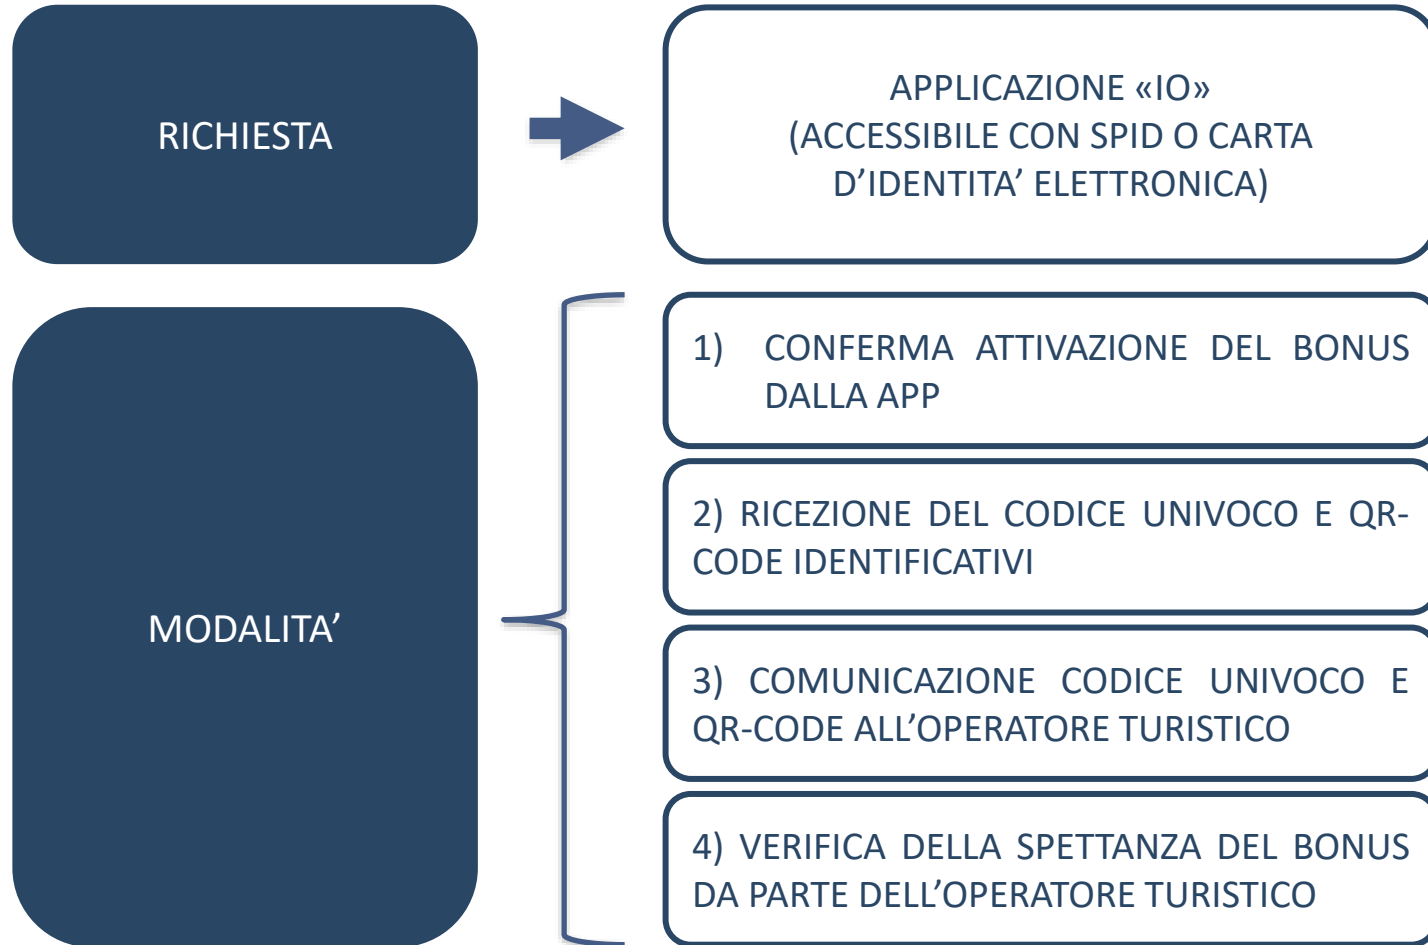 RICHIESTA
APPLICAZIONE «IO»
(ACCESSIBILE CON SPID O CARTA
D’IDENTITA’ ELETTRONICA)
MODALITA’
1) CONFERMA ATTIVAZIONE DEL BONUS
DALLA APP
2) RICEZIONE DEL CODICE UNIVOCO E QR-
CODE IDENTIFICATIVI
3) COMUNICAZIONE CODICE UNIVOCO E
QR-CODE ALL’OPERATORE TURISTICO
4) VERIFICA DELLA SPETTANZA DEL BONUS
DA PARTE DELL’OPERATORE TURISTICO